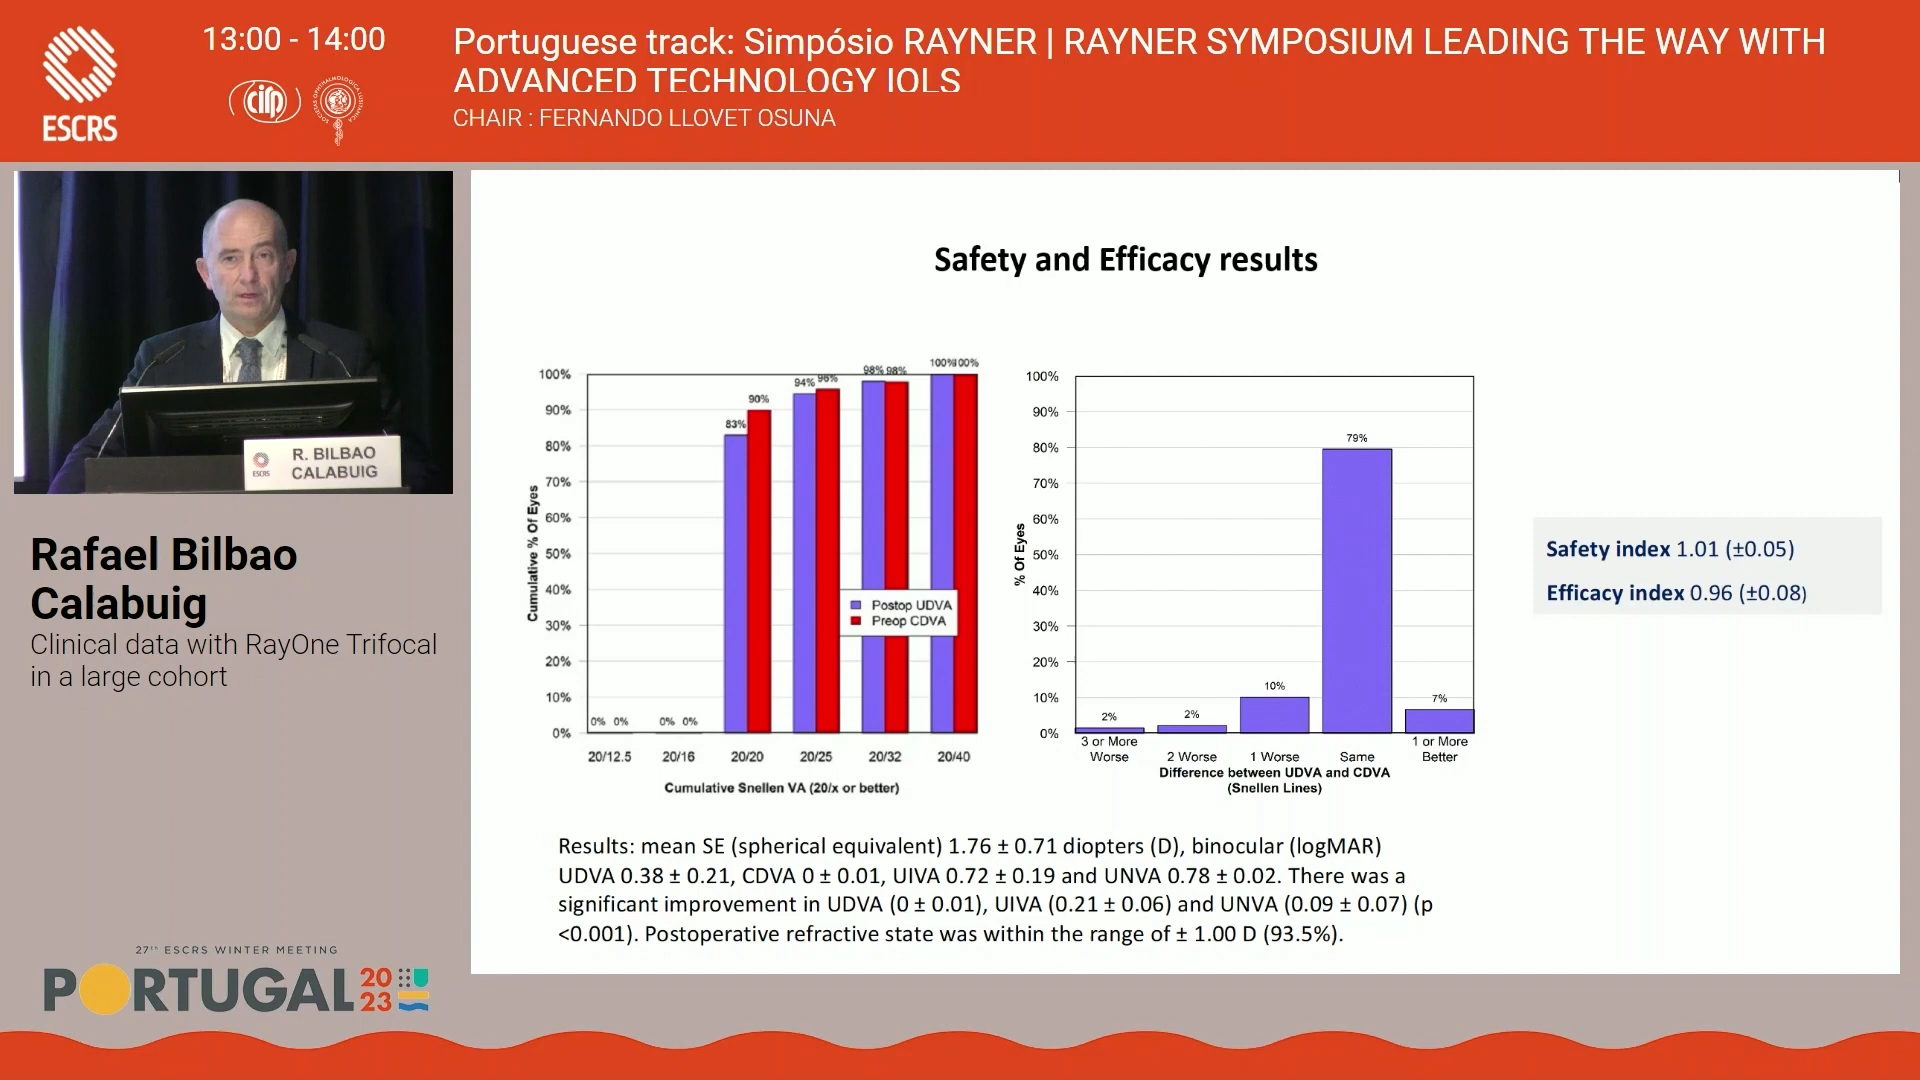 ESCRS
13:00 - 14:00
cirp
Portuguese track: Simpósio RAYNER | RAYNER SYMPOSIUM LEADING THE WAY WITH
ADVANCED TECHNOLOGY IOLS
CHAIR : FERNANDO LLOVET OSUNA
ESCRS
R. BILBAO
CALABUIG
Rafael Bilbao
Calabuig
Clinical data with RayOne Trifocal
in a large cohort
27TH ESCRS WINTER MEETING
PORTUGAL 2023
Safety and Efficacy results
Cumulative % Of Eyes
100%
90%
80%
70%
60%
50%
40%
30%
20%
10%
0%
0% 0% 0% 0% 83% 90% 94% 96% 98% 98% 100% 100%
Postop UDVA
Preop CDVA
20/12.5 20/16 20/20 20/25 20/32 20/40
Cumulative Snellen VA (20/x or better)
% Of Eyes
100%
90%
80%
70%
60%
50%
40%
30%
20%
10%
0%
2% 2% 10% 79% 7%
3 or More Worse 2 Worse 1 Worse Same 1 or More Better
Difference between UDVA and CDVA
(Snellen Lines)
Safety index 1.01 (±0.05)
Efficacy index 0.96 (±0.08)
Results: mean SE (spherical equivalent) 1.76 ± 0.71 diopters (D), binocular (logMAR)
UDVA 0.38 ± 0.21, CDVA 0 ± 0.01, UIVA 0.72 ± 0.19 and UNVA 0.78 ± 0.02. There was a
significant improvement in UDVA (0 ± 0.01), UIVA (0.21 ± 0.06) and UNVA (0.09 ± 0.07) (p
<0.001). Postoperative refractive state was within the range of ± 1.00 D (93.5%).